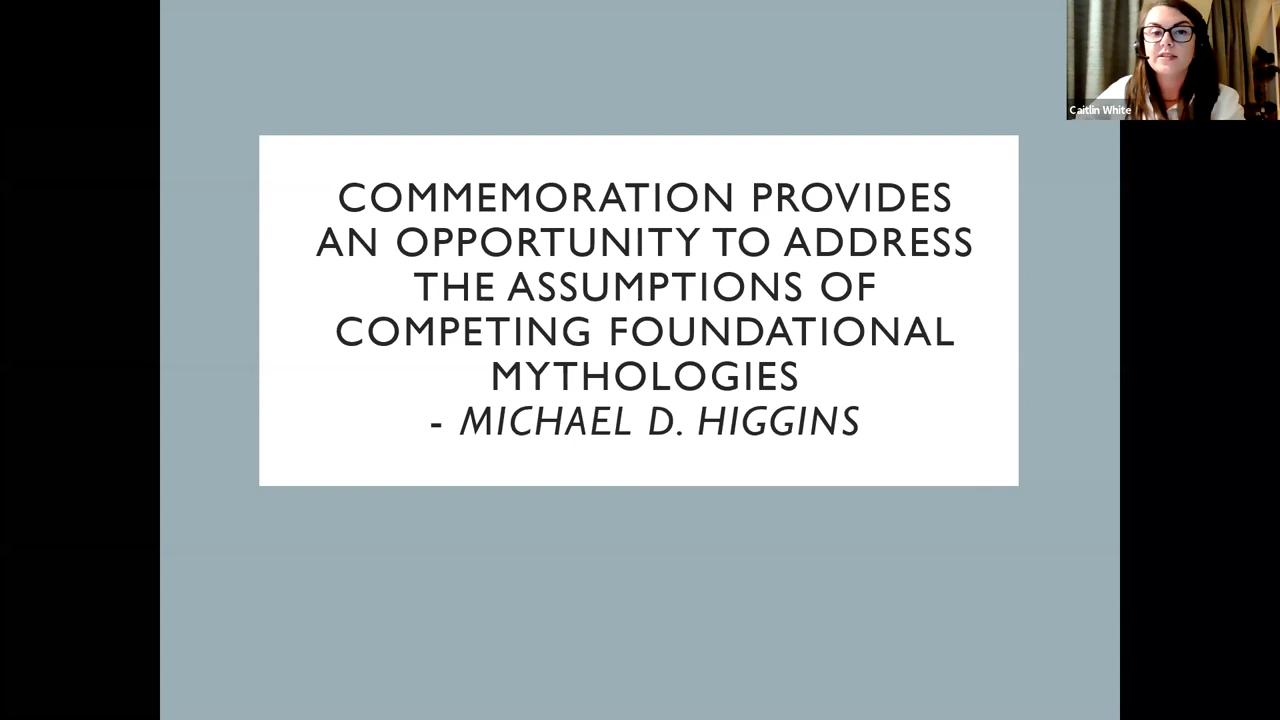 Caitlin White
COMMEMORATION PROVIDES
AN OPPORTUNITY TO ADDRESS
THE ASSUMPTIONS OF
COMPETING FOUNDATIONAL
MYTHOLOGIES
- MICHAEL D. HIGGINS